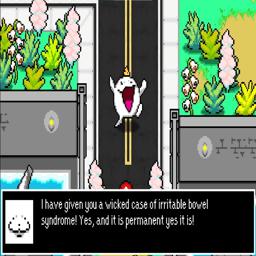 I have given you a wicked case of irritable bowel
syndrome! Yes, and it is permanent yes it is!